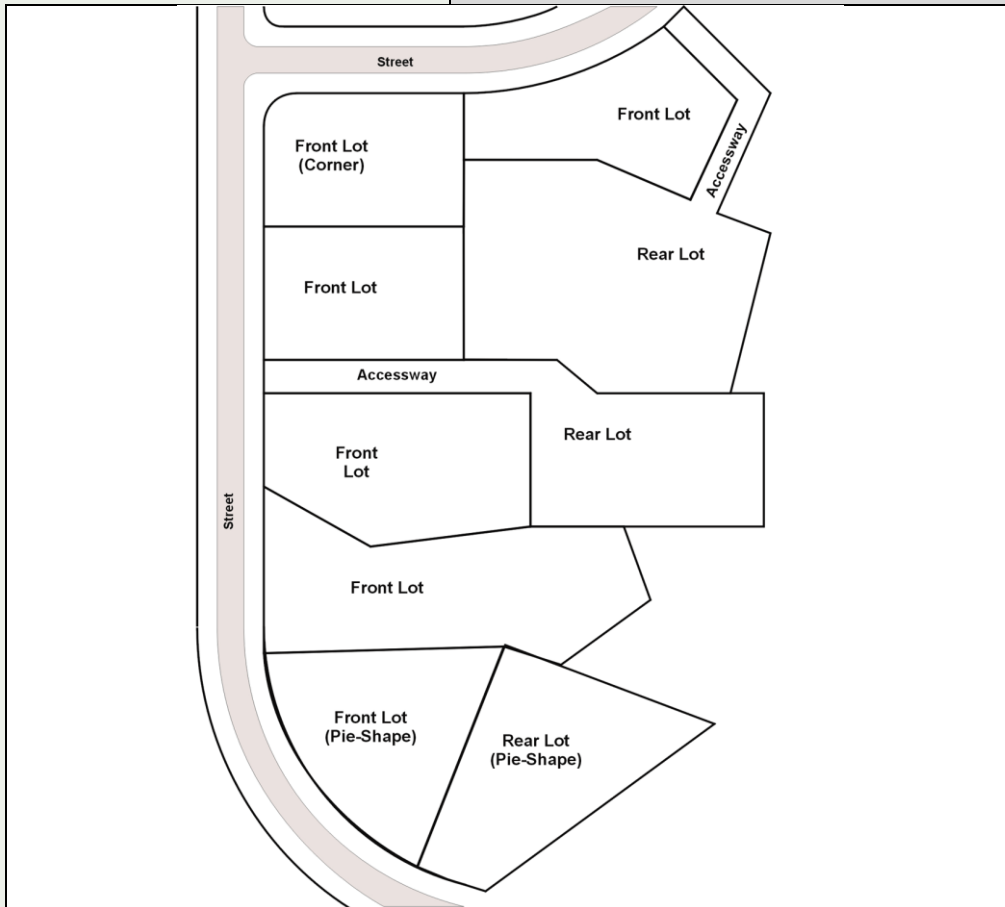 Street
Front Lot
Front Lot
(Corner)
Accessway
Rear Lot
Front Lot
Accessway
Rear Lot
Front
Lot
Street
Front Lot
Front Lot
(Pie-Shape)
Rear Lot
(Pie-Shape)